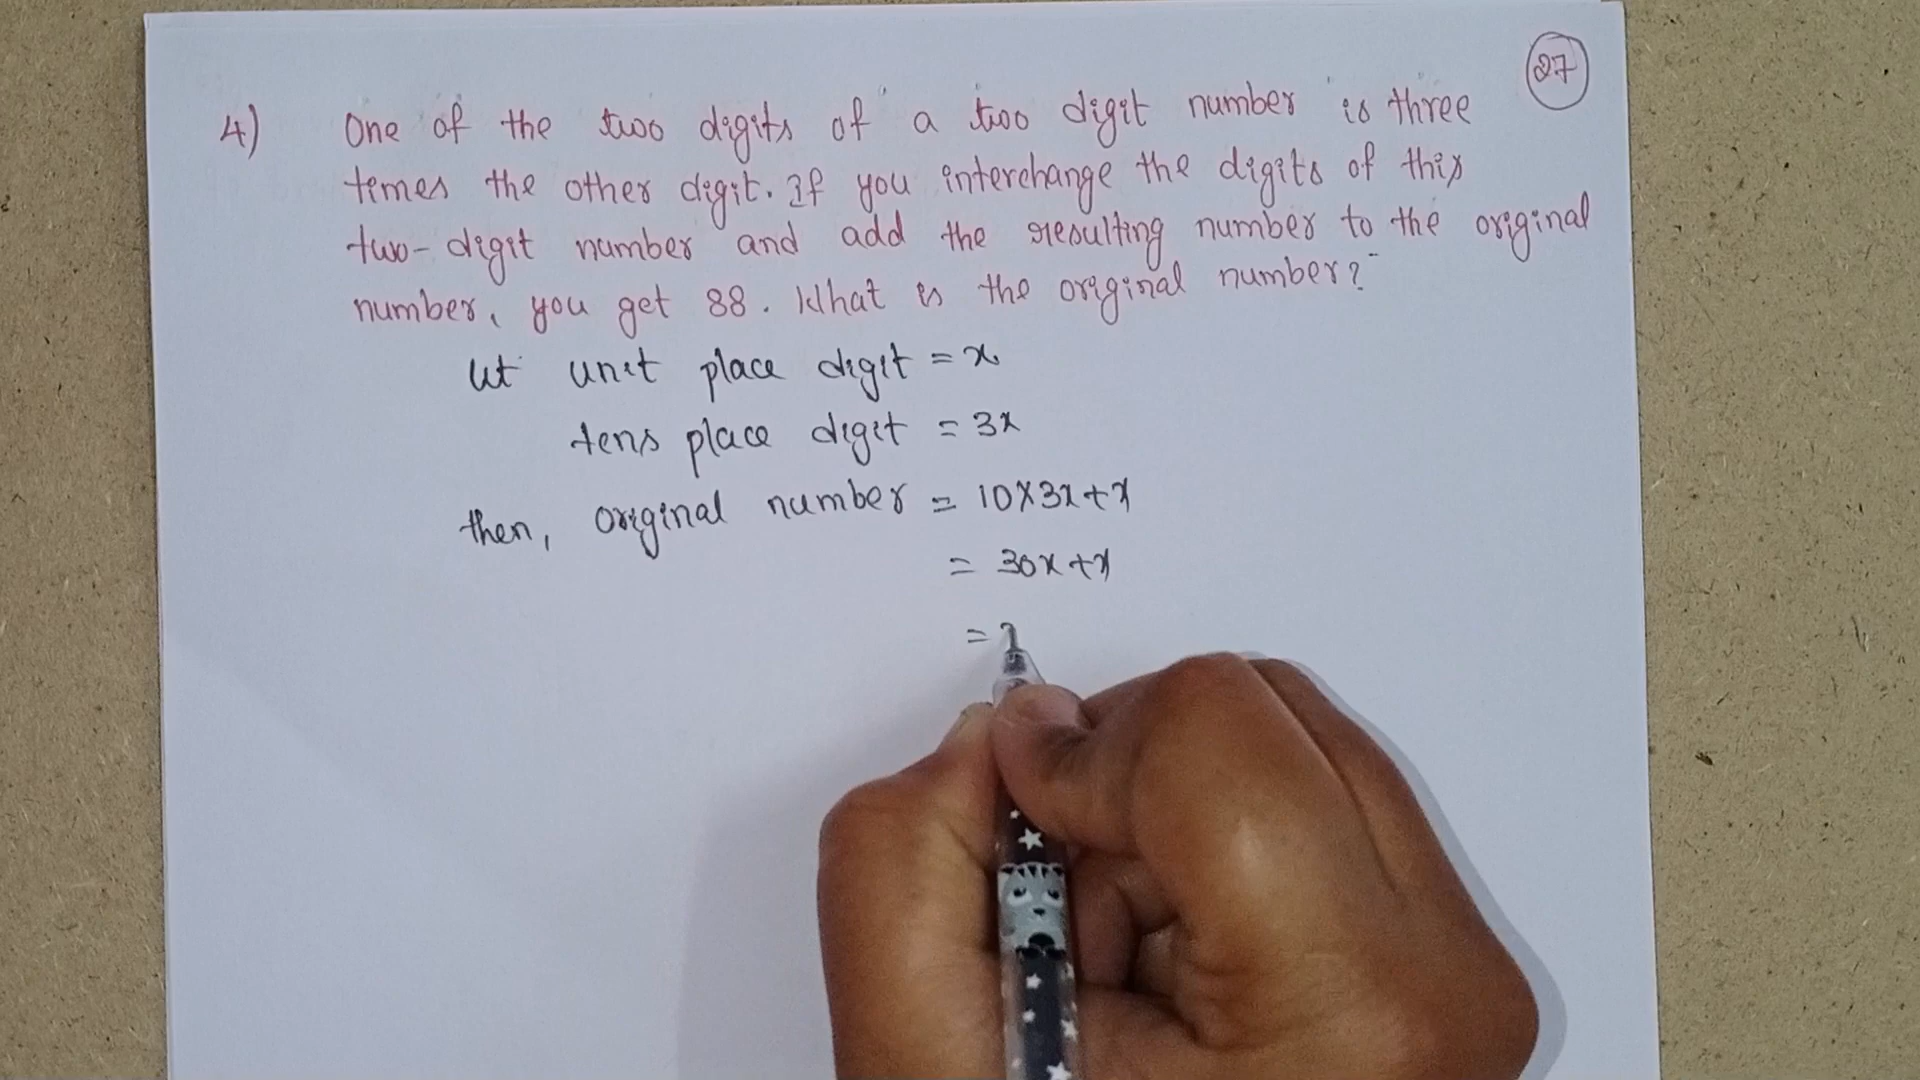 27
4) One of the two digits of a two digit number is three
times the other digit. If you interchange the digits of this
two-digit number and add the resulting number to the original
number, you get 88. What is the original number?
let unit place digit = x
tens place digit = 3x
then, original number = 10x3x+x
= 30x+x
=